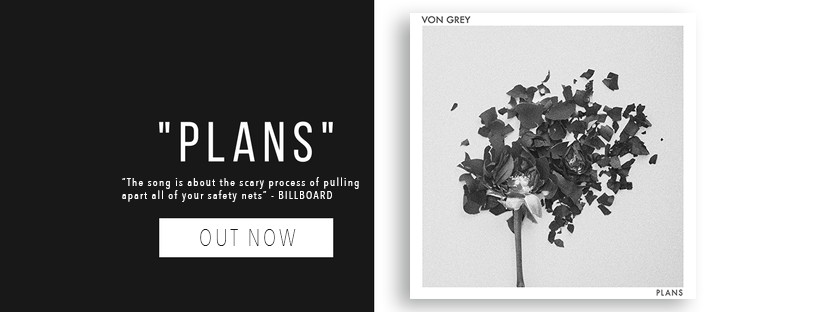 "PLANS"
"The song is about the scary process of pulling
apart all of your safety nets" - BILLBOARD
OUT NOW
VON GREY
PLANS